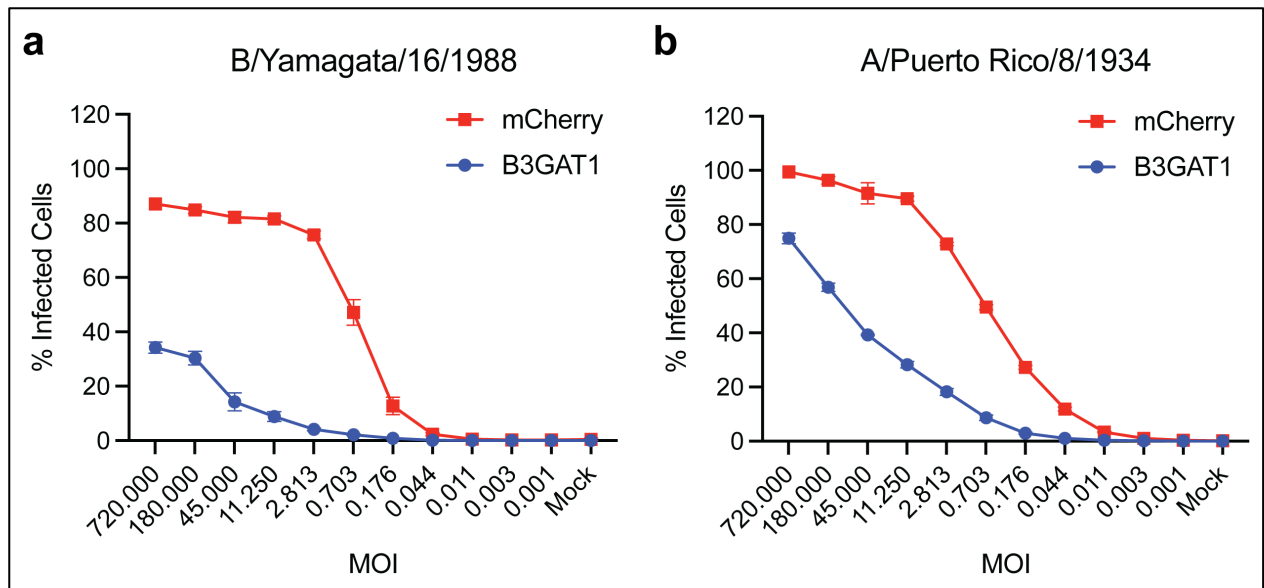 a
B/Yamagata/16/1988
120
100
80
60
40
20
0
% Infected Cells
mCherry
B3GAT1
720.000
180.000
45.000
11.250
2.813
0.703
0.176
0.044
0.011
0.003
0.001
Mock
MOI
b
A/Puerto Rico/8/1934
120
100
80
60
40
20
0
% Infected Cells
mCherry
B3GAT1
720.000
180.000
45.000
11.250
2.813
0.703
0.176
0.044
0.011
0.003
0.001
Mock
MOI